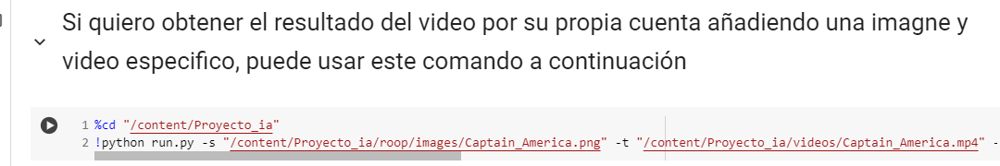 Si quiero obtener el resultado del video por su propia cuenta añadiendo una imagne y
video especifico, puede usar este comando a continuación
1 %cd "/content/Proyecto_ia"
2 !python run.py -s "/content/Proyecto_ia/roop/images/Captain_America.png" -t "/content/Proyecto_ia/videos/Captain_America.mp4" -